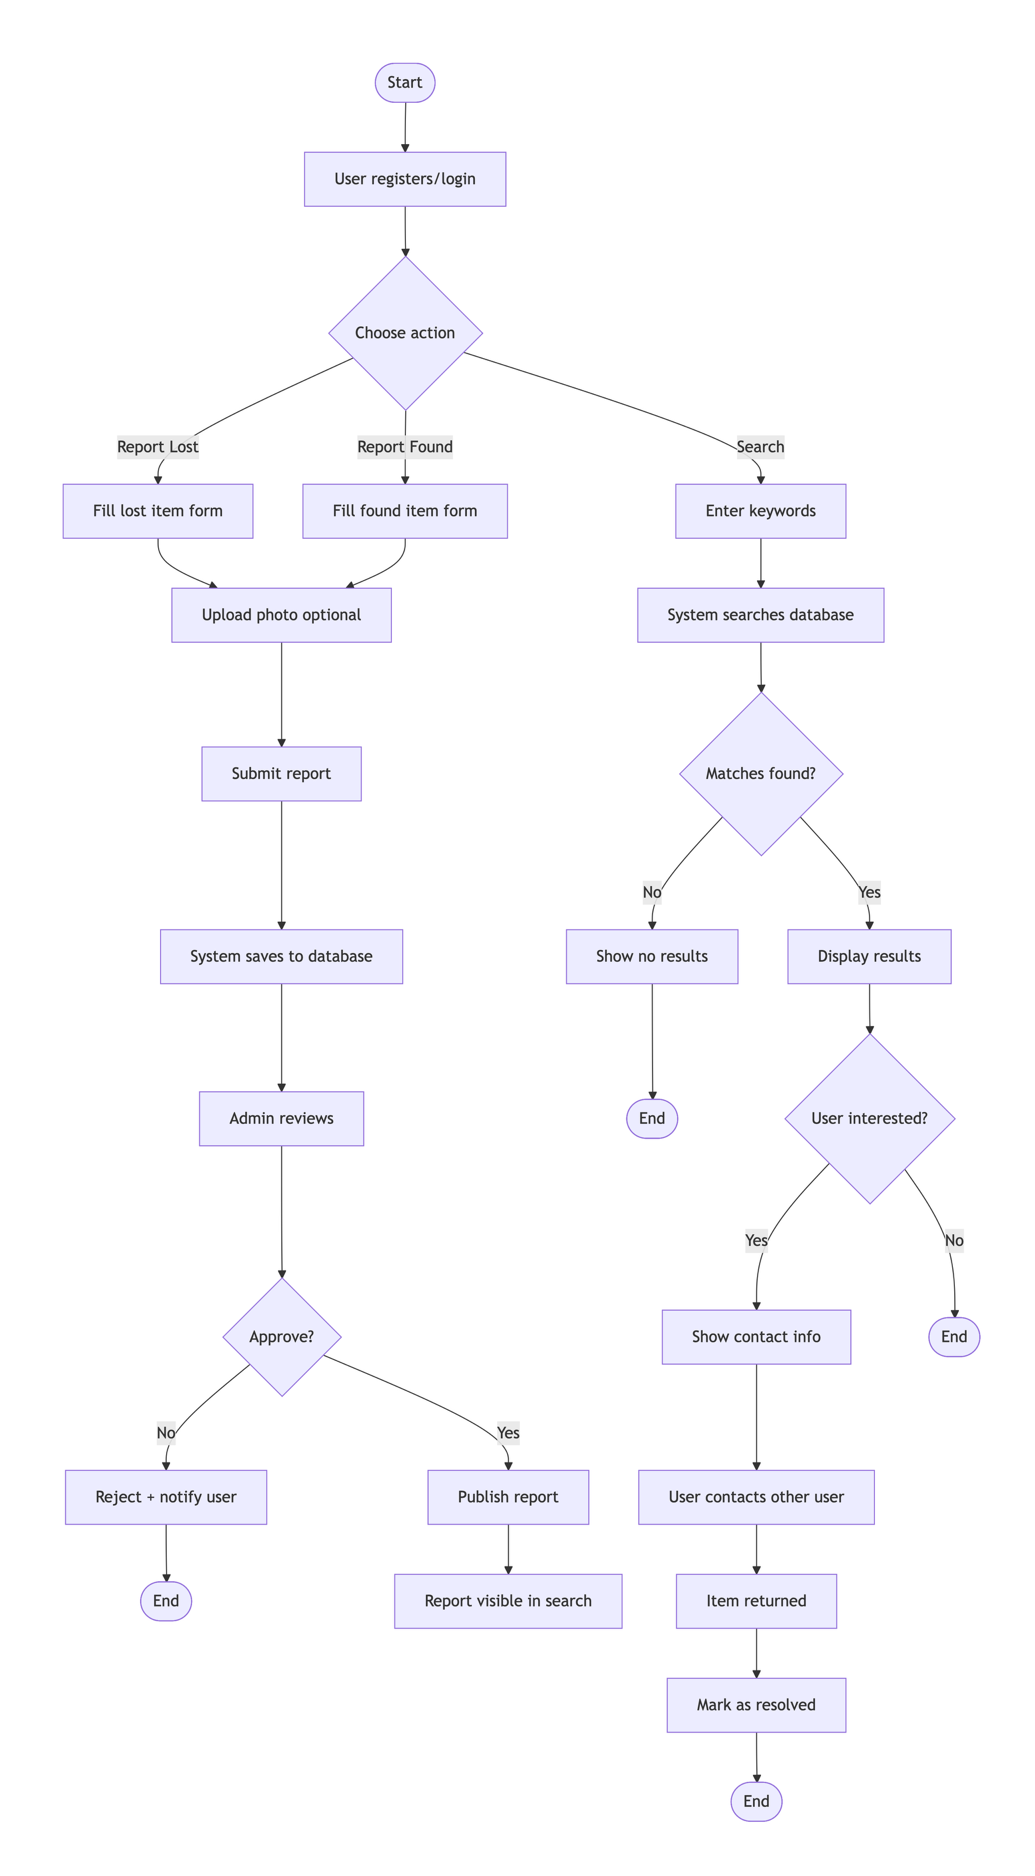 Start
User registers/login
Choose action
Report Lost
Report Found
Search
Fill lost item form
Fill found item form
Enter keywords
Upload photo optional
System searches database
Submit report
Matches found?
No
Yes
System saves to database
Show no results
Display results
Admin reviews
End
User interested?
Yes
No
Approve?
Show contact info
End
No
Yes
Reject + notify user
Publish report
User contacts other user
End
Report visible in search
Item returned
Mark as resolved
End